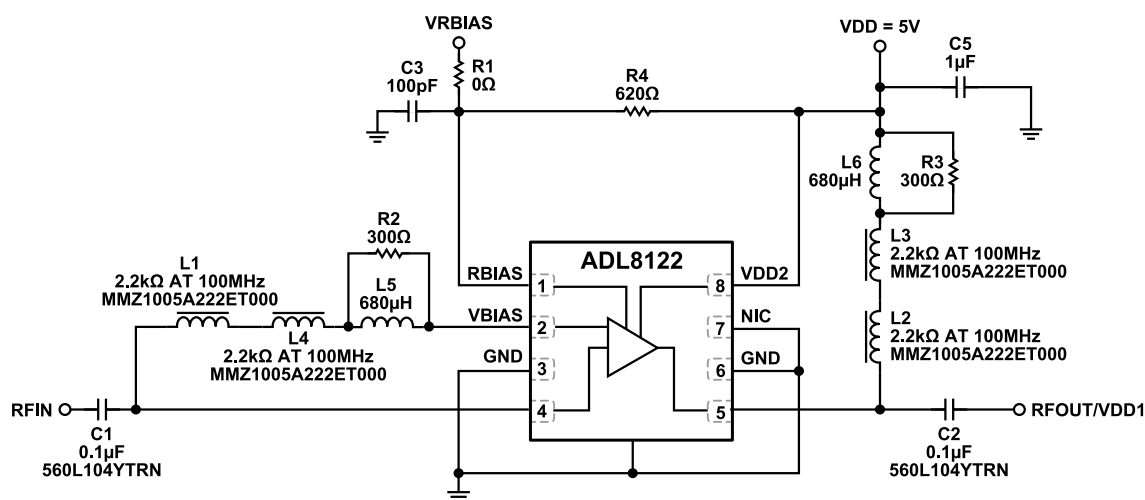 VRBIAS
VDD = 5V
C3
100pF
R1
0Ω
R4
620Ω
C5
1µF
L6
680µH
R3
300Ω
R2
300Ω
L5
680µH
L1
2.2kΩ AT 100MHz
MMZ1005A222ET000
L4
2.2kΩ AT 100MHz
MMZ1005A222ET000
ADL8122
RBIAS
1
8
VDD2
VBIAS
2
7
NIC
GND
3
6
GND
4
5
L3
2.2kΩ AT 100MHz
MMZ1005A222ET000
L2
2.2kΩ AT 100MHz
MMZ1005A222ET000
RFIN
C1
0.1µF
560L104YTRN
C2
0.1µF
560L104YTRN
RFOUT/VDD1